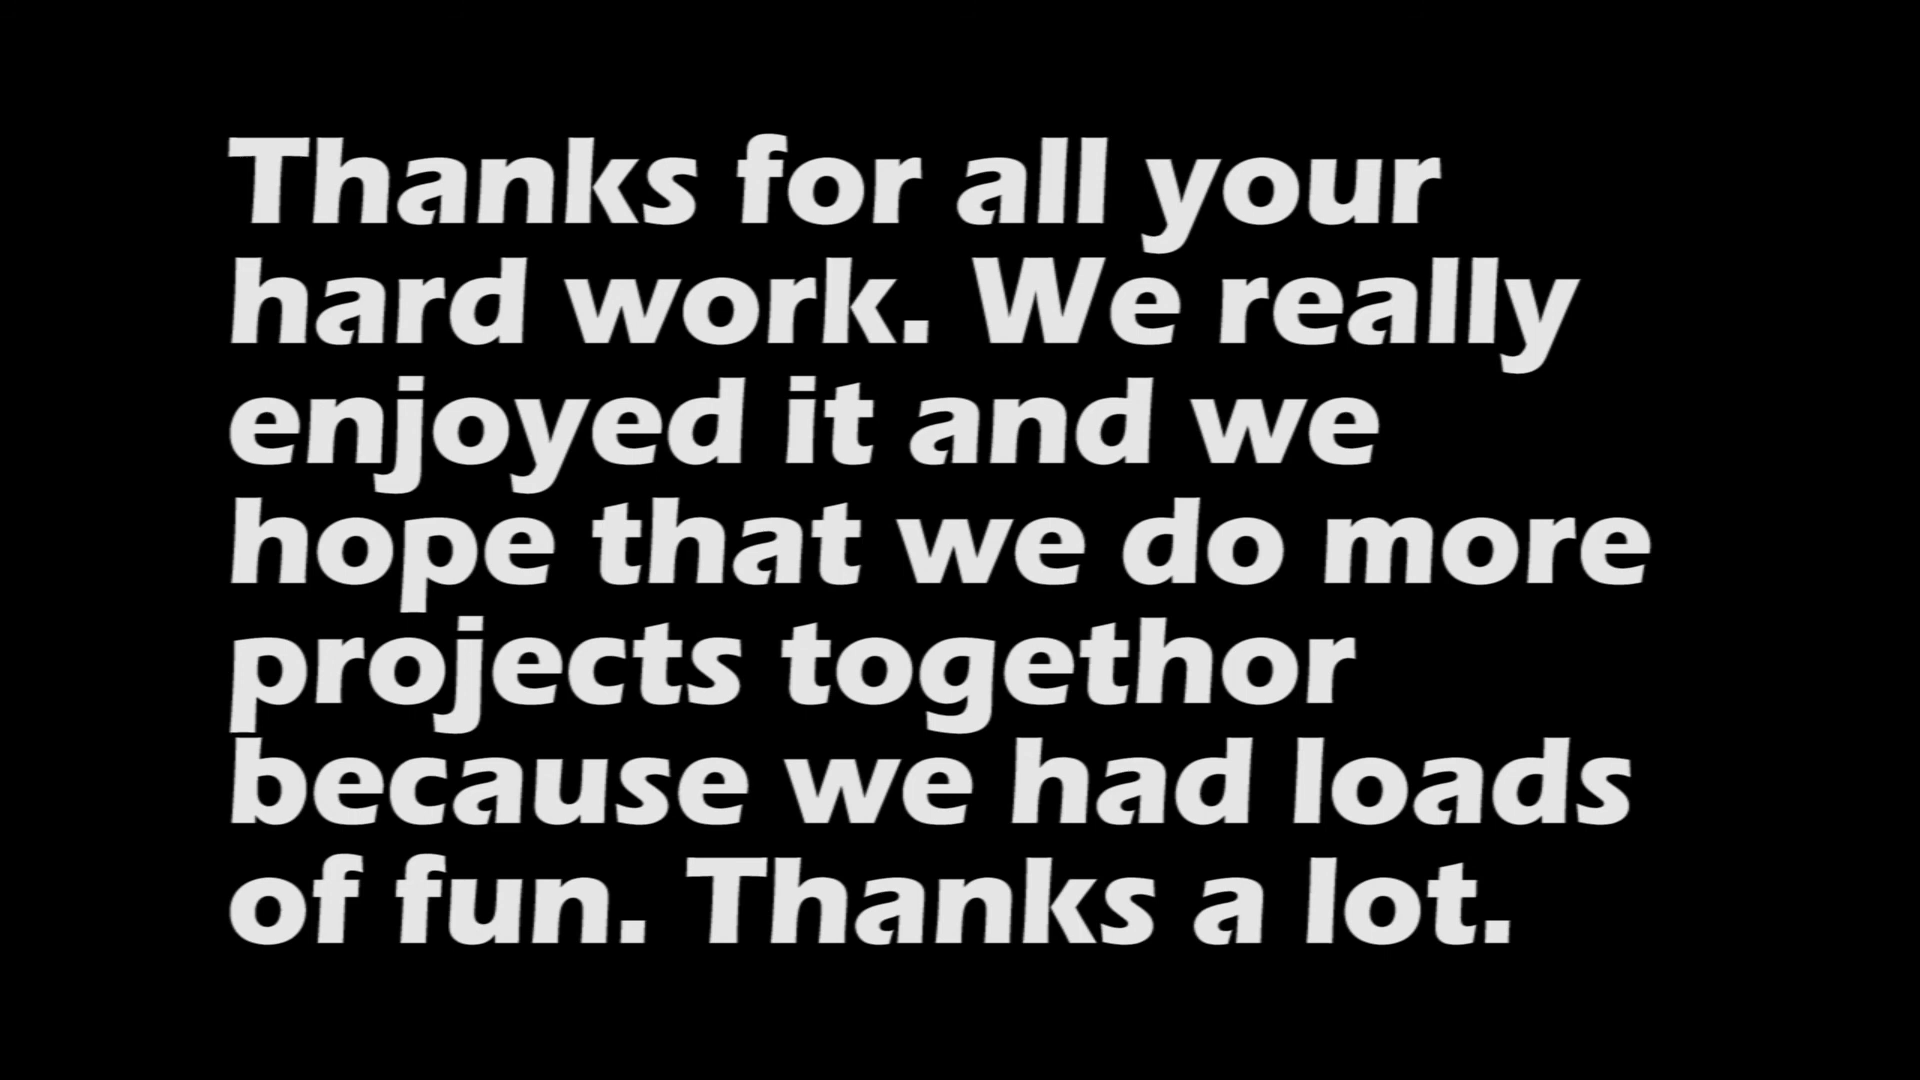 Thanks for all your
hard work. We really
enjoyed it and we
hope that we do more
projects togethor
because we had loads
of fun. Thanks a lot.